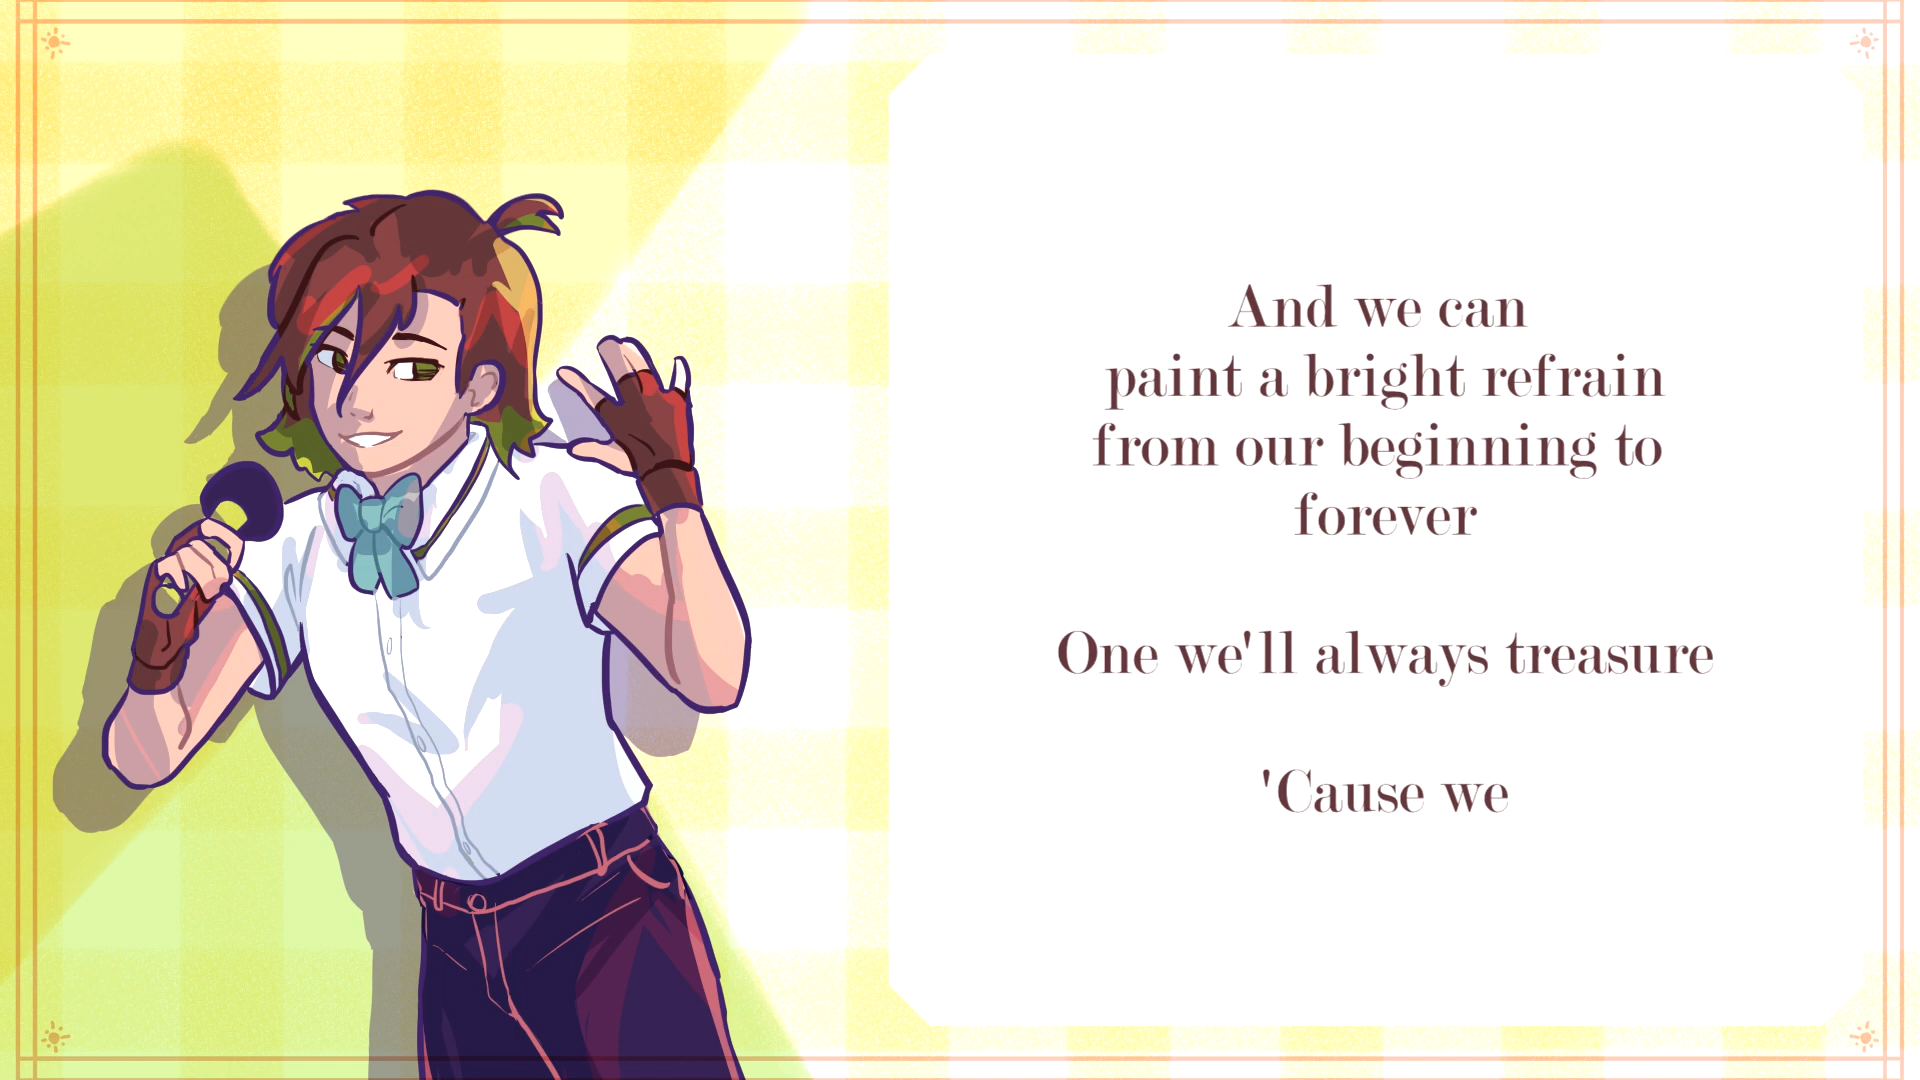 And we can
paint a bright refrain
from our beginning to
forever
One we'll always treasure
'Cause we